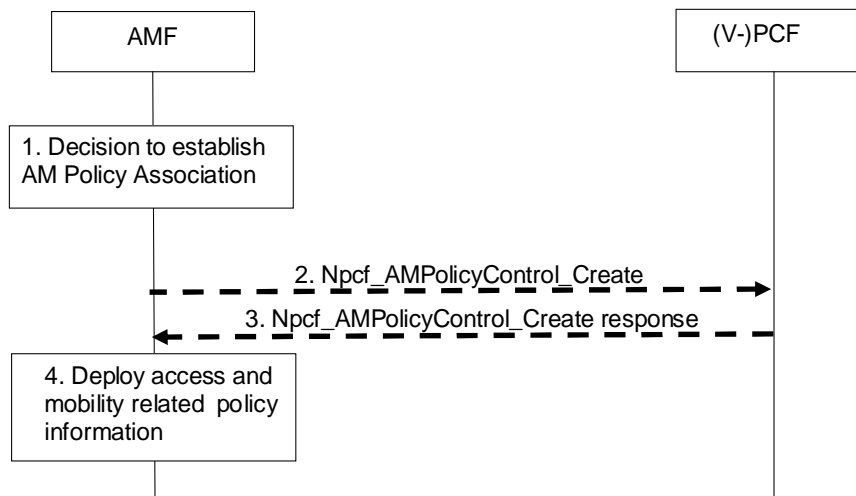 AMF
(V-)PCF
1. Decision to establish
AM Policy Association
2. Npcf_AMPolicyControl_Create
3. Npcf_AMPolicyControl_Create response
4. Deploy access and
mobility related policy
information